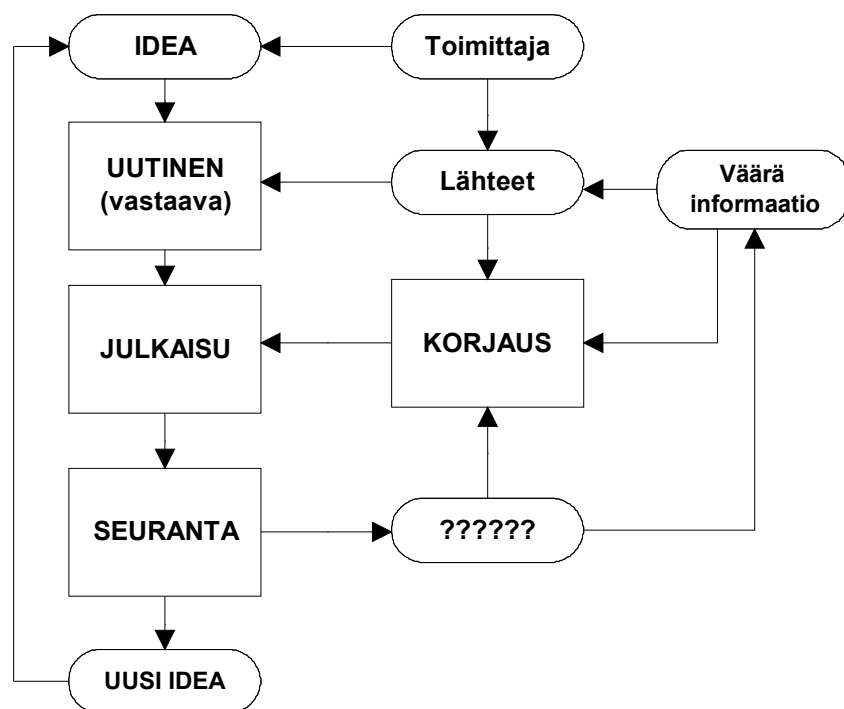 IDEA
Toimittaja
UUTINEN
(vastaava)
Lähteet
Väärä
informaatio
JULKAISU
KORJAUS
SEURANTA
??????
UUSI IDEA